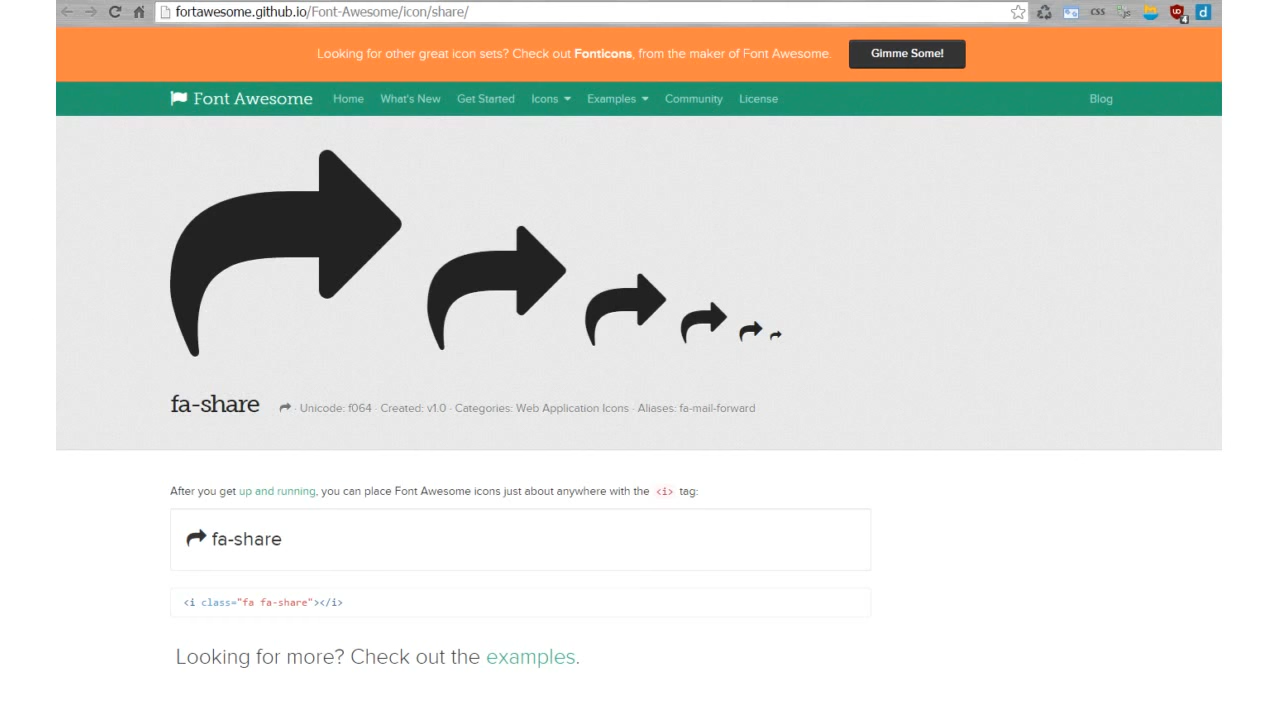 fortawesome.github.io/Font-Awesome/icon/share/
CSS
js
UD
4
d
Looking for other great icon sets? Check out Fonticons, from the maker of Font Awesome
Gimme Some!
Font Awesome Home What's New Get Started Icons Examples Community License Blog
fa-share · Unicode: f064 · Created: v1.0 · Categories: Web Application Icons · Aliases: fa-mail-forward
After you get up and running, you can place Font Awesome icons just about anywhere with the <i> tag:
fa-share
<i class="fa fa-share"></i>
Looking for more? Check out the examples.